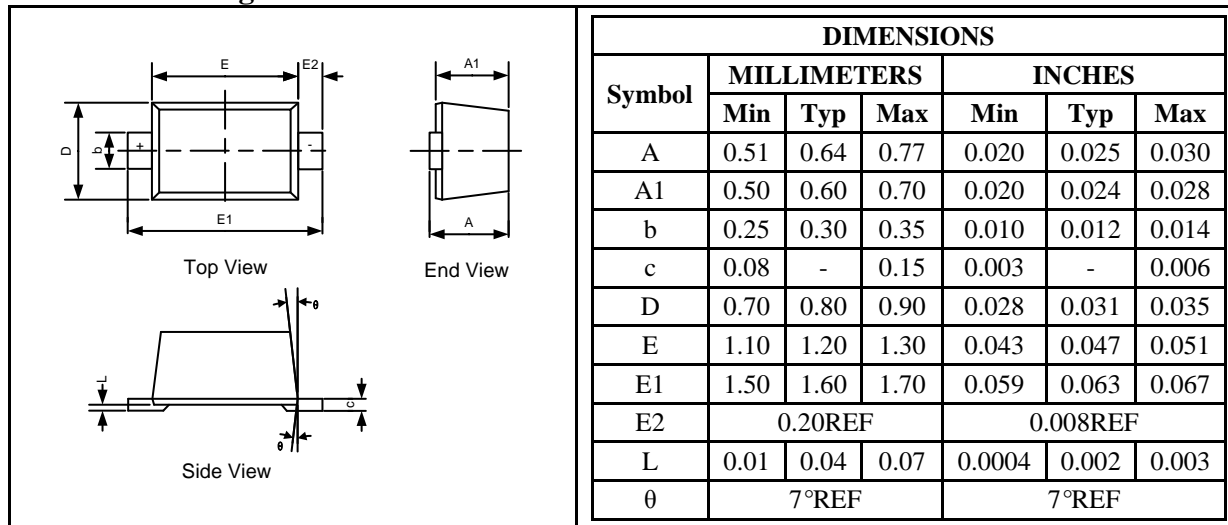 g
E
E2
A1
D
b
+
-
E1
A
Top View
End View
θ
L
c
θ
Side View
DIMENSIONS
Symbol MILLIMETERS INCHES
Min Typ Max Min Typ Max
A 0.51 0.64 0.77 0.020 0.025 0.030
A1 0.50 0.60 0.70 0.020 0.024 0.028
b 0.25 0.30 0.35 0.010 0.012 0.014
c 0.08 - 0.15 0.003 - 0.006
D 0.70 0.80 0.90 0.028 0.031 0.035
E 1.10 1.20 1.30 0.043 0.047 0.051
E1 1.50 1.60 1.70 0.059 0.063 0.067
E2 0.20REF 0.008REF
L 0.01 0.04 0.07 0.0004 0.002 0.003
θ 7°REF 7°REF